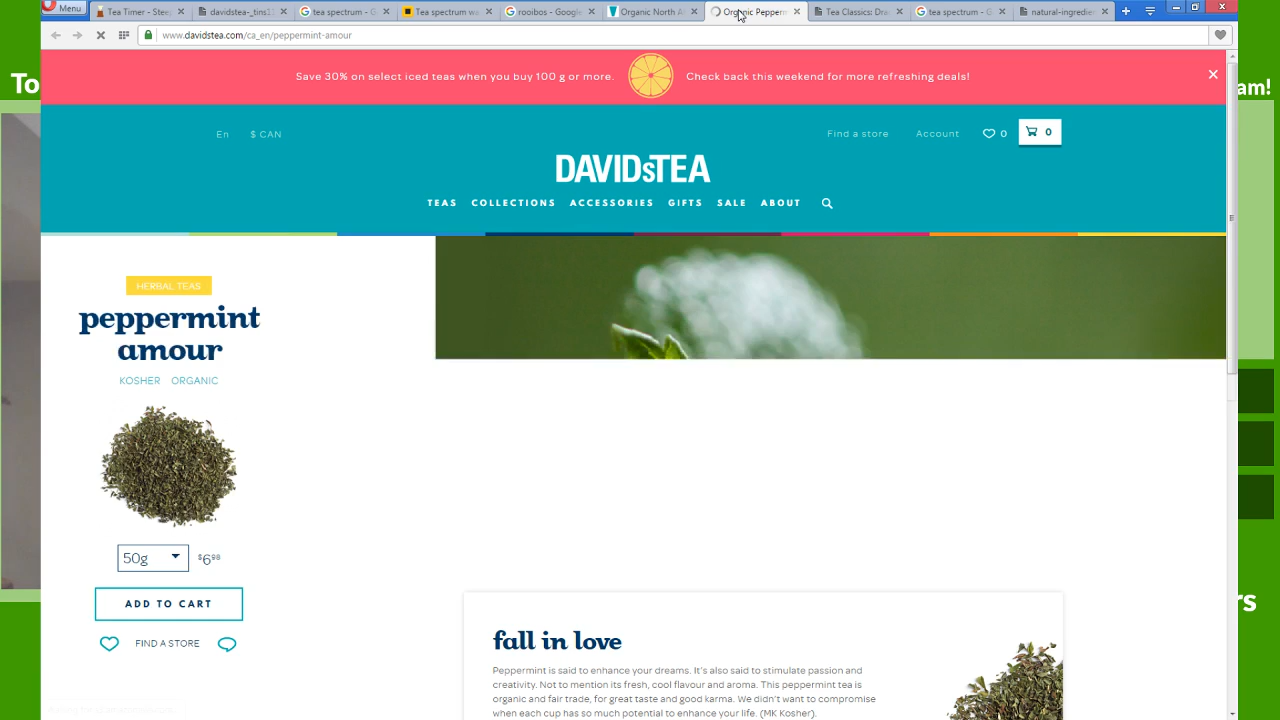 To
am!
rs
Menu
Tea Timer - Stee
davidstea-_tins1
tea spectrum - G
Tea spectrum wa
rooibos - Google
Organic North A
Organic Pepperm
Tea Classics: Dra
tea spectrum - G
natural-ingredier
www.davidstea.com/ca_en/peppermint-amour
Save 30% on select iced teas when you buy 100 g or more.
Check back this weekend for more refreshing deals!
En $ CAN
Find a store Account 0 0
DAVIDsTEA
TEAS COLLECTIONS ACCESSORIES GIFTS SALE ABOUT
HERBAL TEAS
peppermint
amour
KOSHER ORGANIC
50g $6.98
ADD TO CART
FIND A STORE
fall in love
Peppermint is said to enhance your dreams. It's also said to stimulate passion and
creativity. Not to mention its fresh, cool flavour and aroma. This peppermint tea is
organic and fair trade, for great taste and good karma. We didn't want to compromise
when each cup has so much potential to enhance your life. (MK Kosher).